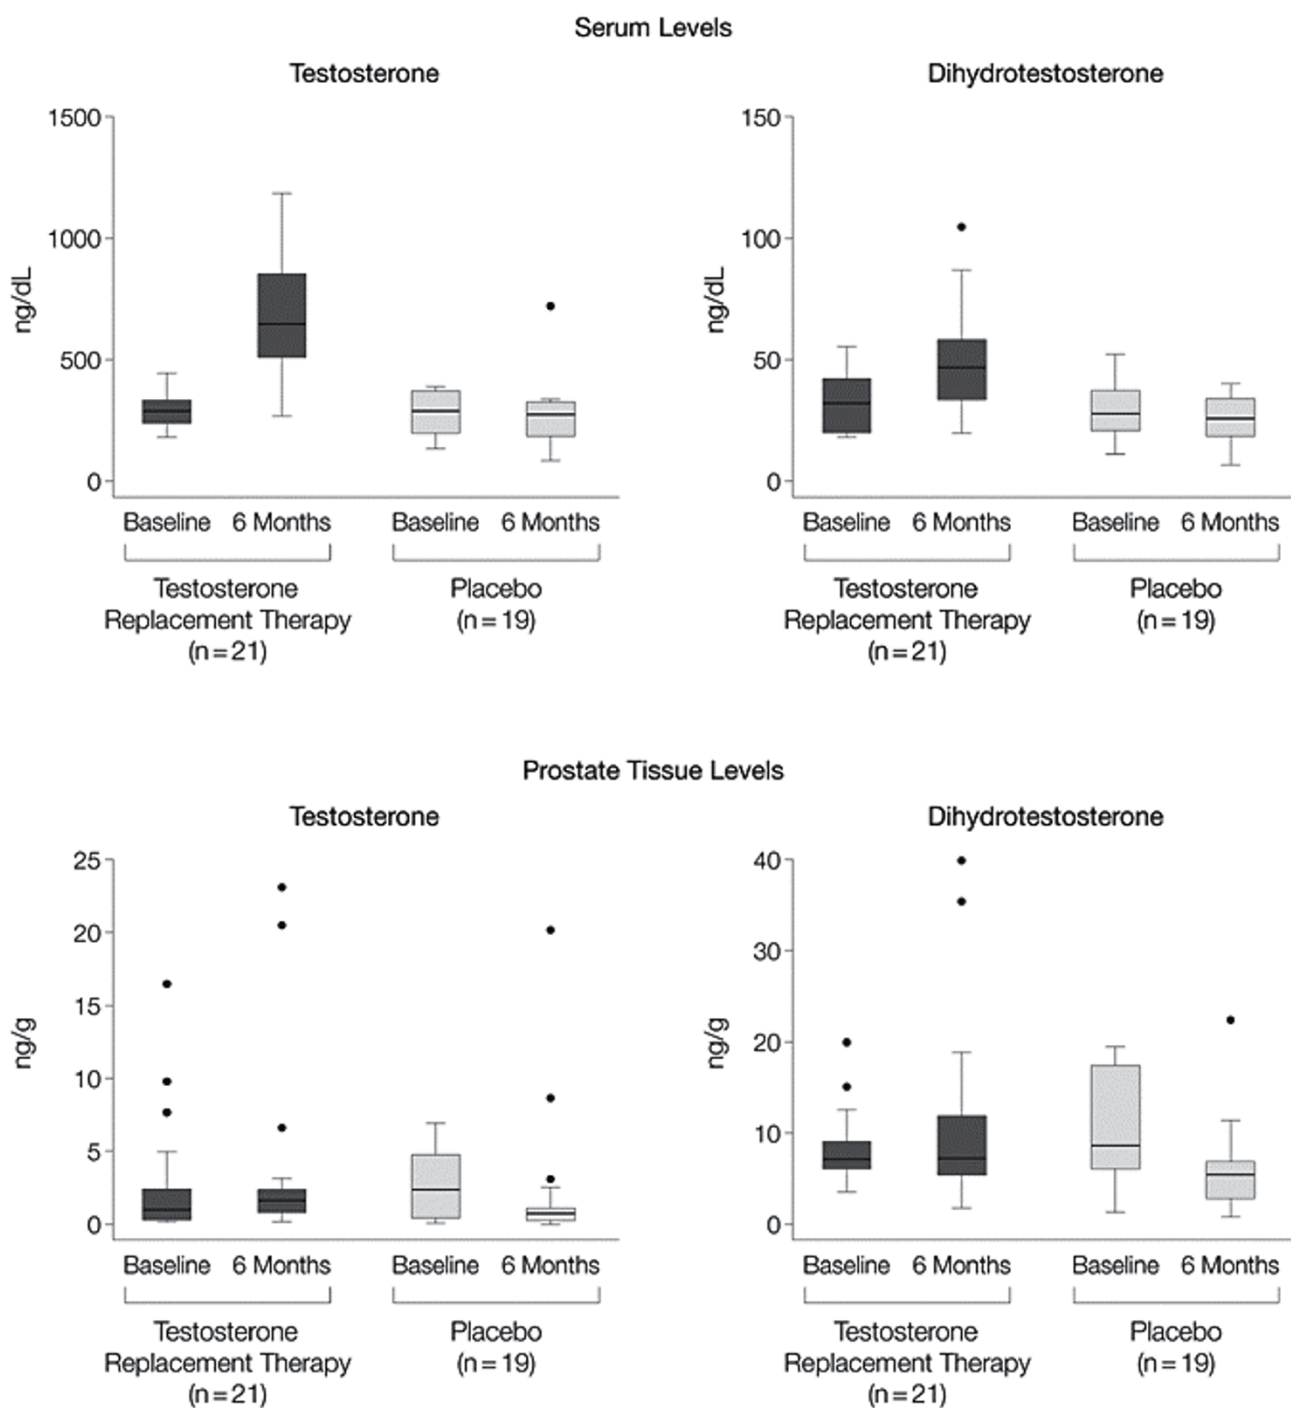 Serum Levels
Testosterone
1500
1000
500
0
ng/dL
Baseline 6 Months Baseline 6 Months
Testosterone
Replacement Therapy
(n = 21)
Placebo
(n = 19)
Dihydrotestosterone
150
100
50
0
ng/dL
Baseline 6 Months Baseline 6 Months
Testosterone
Replacement Therapy
(n = 21)
Placebo
(n = 19)
Prostate Tissue Levels
Testosterone
25
20
15
10
5
0
ng/g
Baseline 6 Months Baseline 6 Months
Testosterone
Replacement Therapy
(n = 21)
Placebo
(n = 19)
Dihydrotestosterone
40
30
20
10
0
ng/g
Baseline 6 Months Baseline 6 Months
Testosterone
Replacement Therapy
(n = 21)
Placebo
(n = 19)